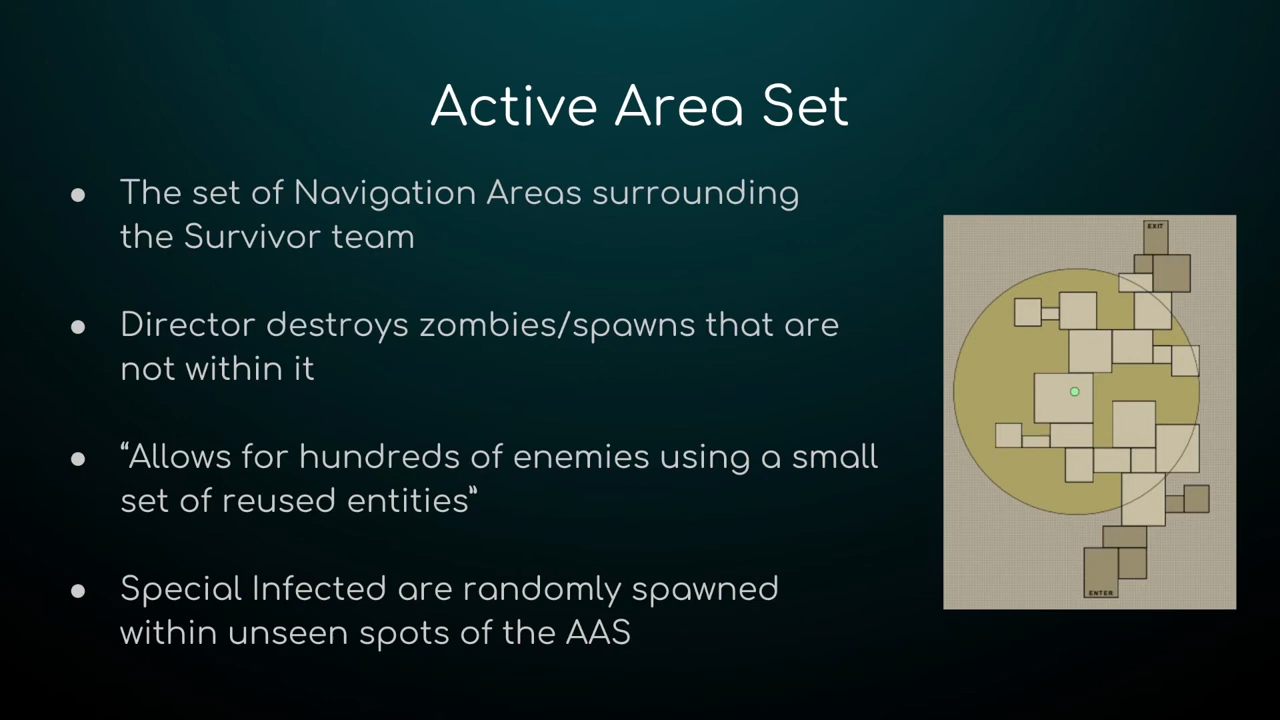 Active Area Set
● The set of Navigation Areas surrounding
the Survivor team
● Director destroys zombies/spawns that are
not within it
● “Allows for hundreds of enemies using a small
set of reused entities”
● Special Infected are randomly spawned
within unseen spots of the AAS
EXIT
ENTER